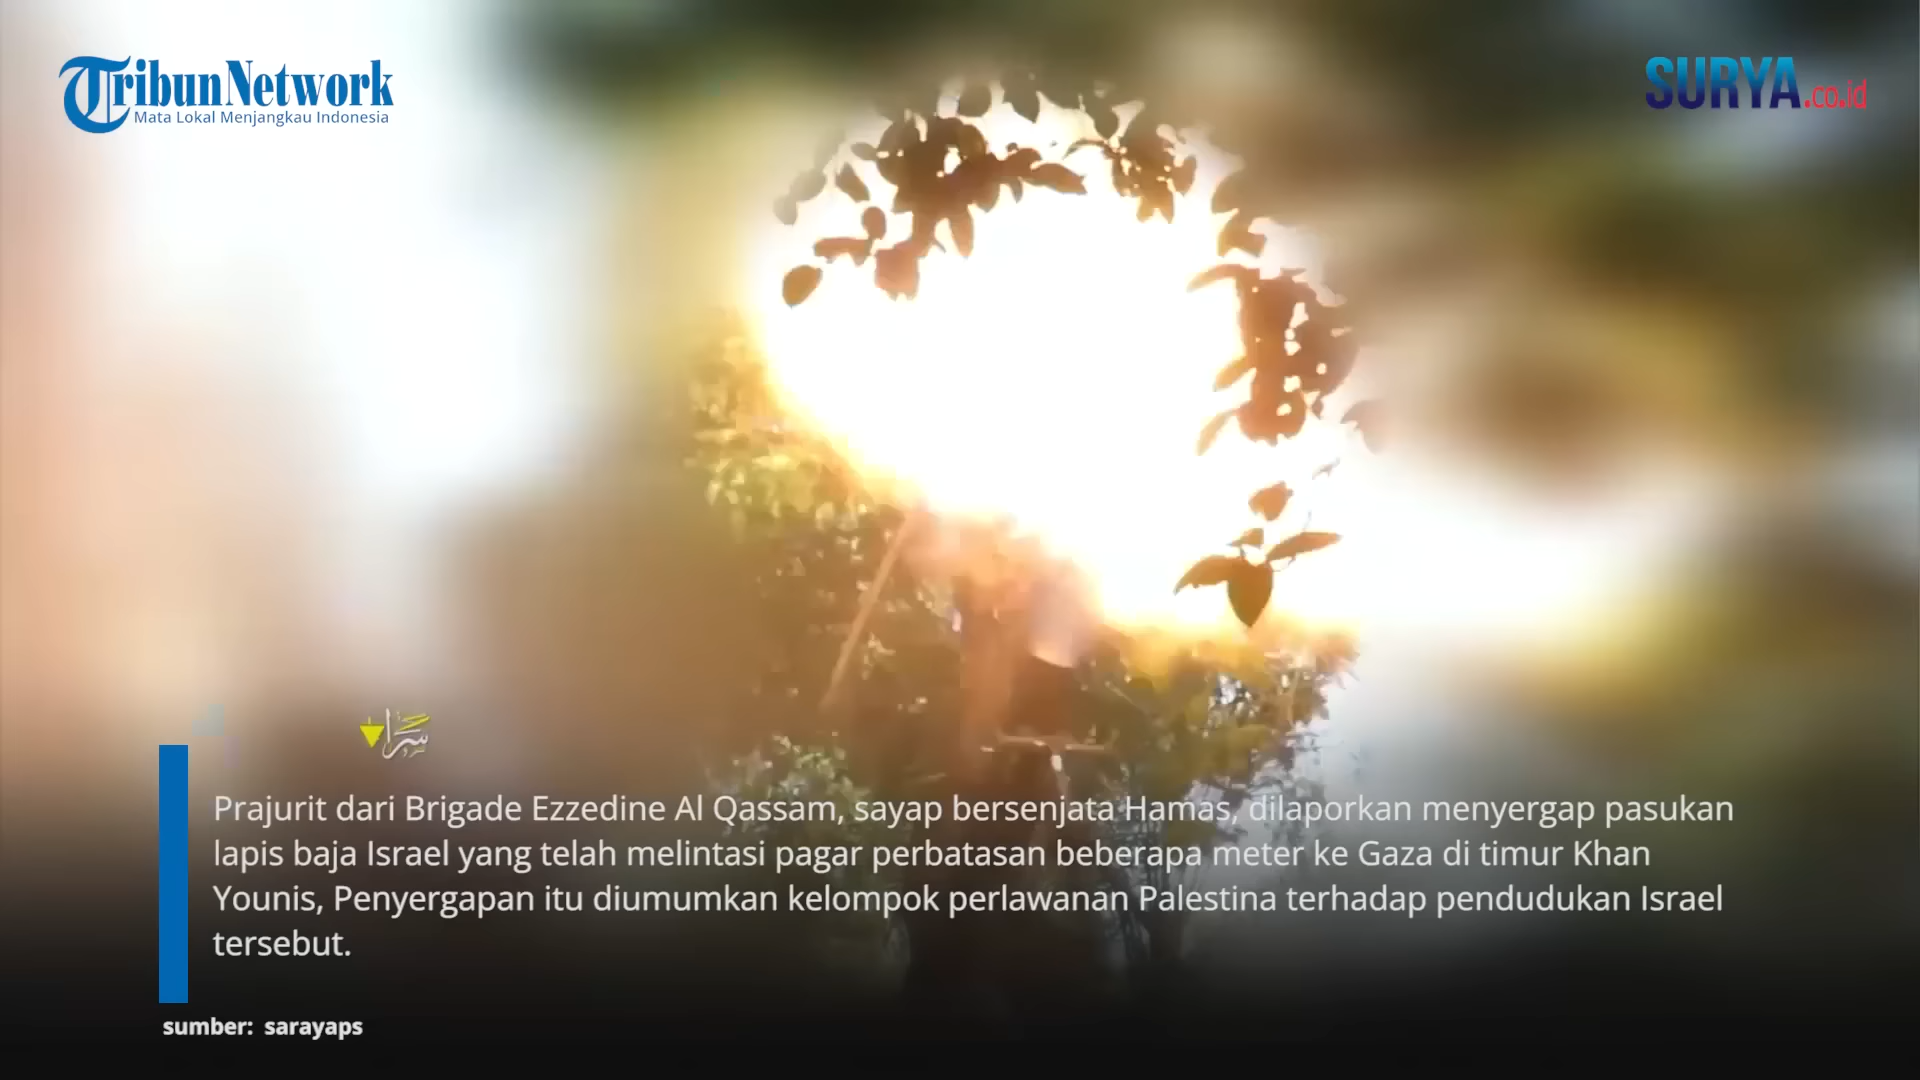 Tribun Network
Mata Lokal Menjangkau Indonesia
SURYA.co.id
سرايا
Prajurit dari Brigade Ezzedine Al Qassam, sayap bersenjata Hamas, dilaporkan menyergap pasukan
lapis baja Israel yang telah melintasi pagar perbatasan beberapa meter ke Gaza di timur Khan
Younis, Penyergapan itu diumumkan kelompok perlawanan Palestina terhadap pendudukan Israel
tersebut.
sumber: sarayaps